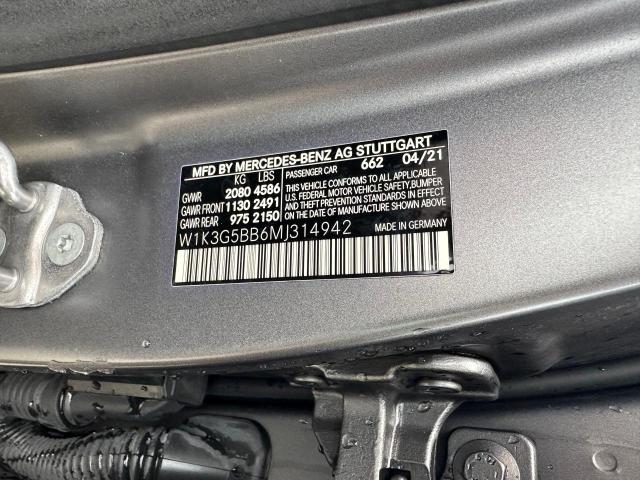 MFD BY MERCEDES-BENZ AG STUTTGART
KG LBS
GVWR 2080 4586
GAWR FRONT 1130 2491
GAWR REAR 975 2150
PASSENGER CAR 662 04/21
THIS VEHICLE CONFORMS TO ALL APPLICABLE
U.S. FEDERAL MOTOR VEHICLE SAFETY, BUMPER
AND THEFT PREVENTION STANDARDS IN EFFECT
ON THE DATE OF MANUFACTURE SHOWN ABOVE.
W1K3G5BB6MJ314942
MADE IN GERMANY